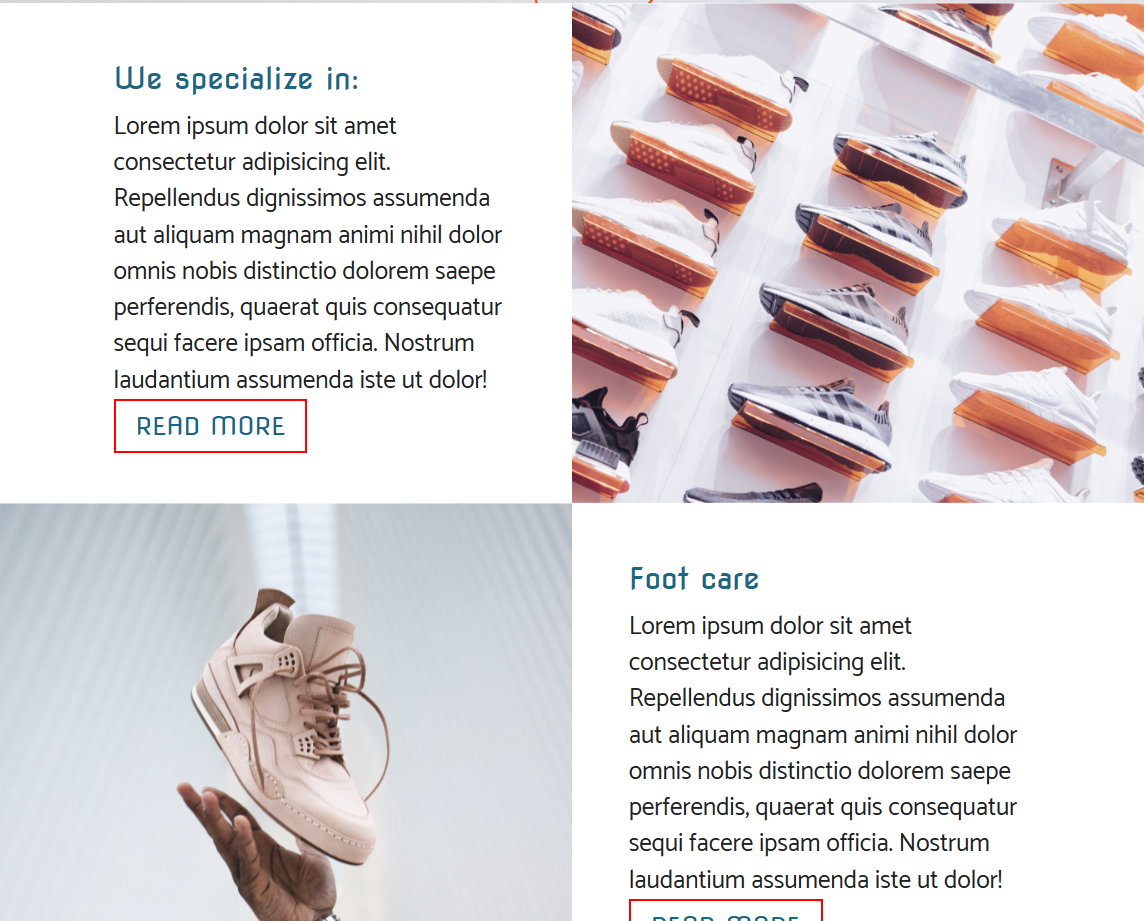 We specialize in:
Lorem ipsum dolor sit amet
consectetur adipisicing elit.
Repellendus dignissimos assumenda
aut aliquam magnam animi nihil dolor
omnis nobis distinctio dolorem saepe
perferendis, quaerat quis consequatur
sequi facere ipsam officia. Nostrum
laudantium assumenda iste ut dolor!
READ MORE
Foot care
Lorem ipsum dolor sit amet
consectetur adipisicing elit.
Repellendus dignissimos assumenda
aut aliquam magnam animi nihil dolor
omnis nobis distinctio dolorem saepe
perferendis, quaerat quis consequatur
sequi facere ipsam officia. Nostrum
laudantium assumenda iste ut dolor!
READ MORE